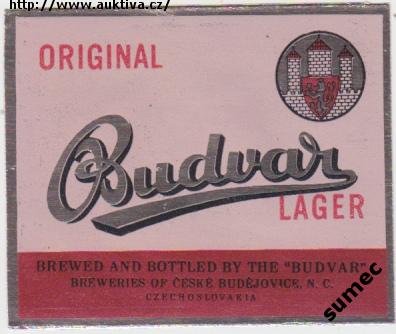 http://www.auktiva.cz/
ORIGINAL
Budvar
LAGER
BREWED AND BOTTLED BY THE "BUDVAR"
BREWERIES OF ČESKÉ BUDĚJOVICE, N. C.
CZECHOSLOVAKIA
sumec